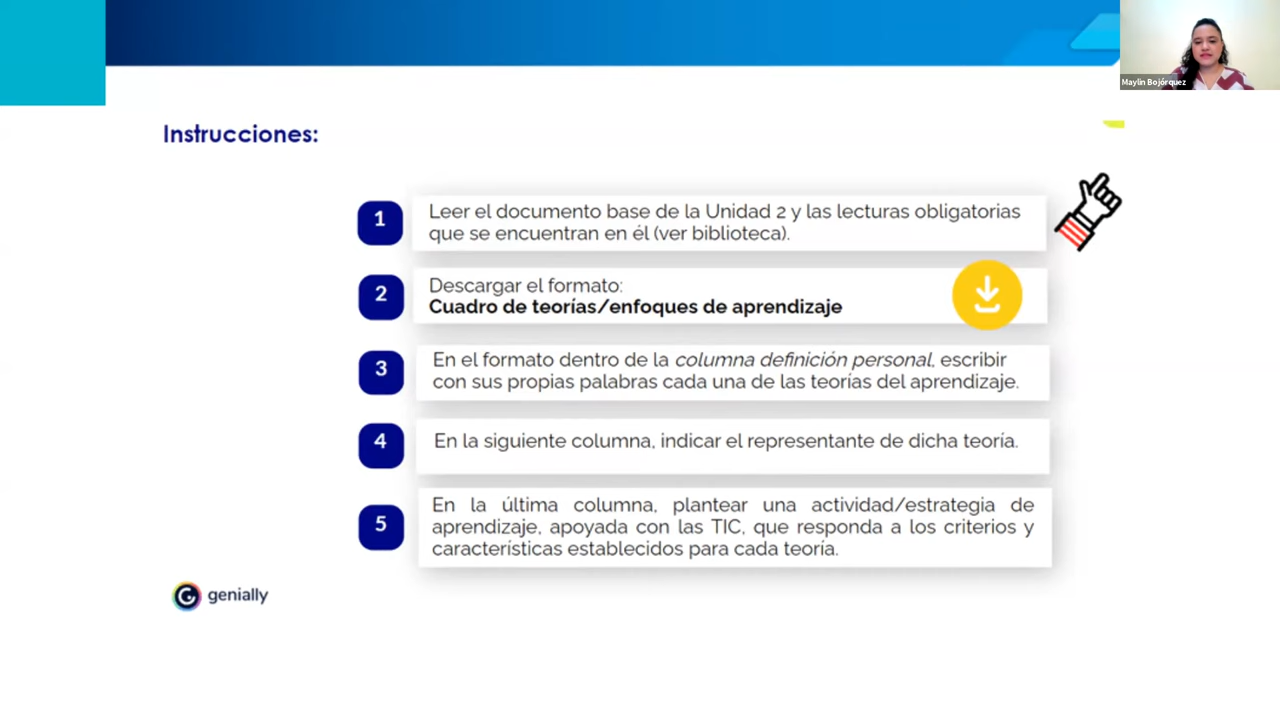 Maylin Bojórquez
Instrucciones:
1
Leer el documento base de la Unidad 2 y las lecturas obligatorias
que se encuentran en él (ver biblioteca).
2
Descargar el formato:
Cuadro de teorías/enfoques de aprendizaje
3
En el formato dentro de la columna definición personal, escribir
con sus propias palabras cada una de las teorías del aprendizaje.
4
En la siguiente columna, indicar el representante de dicha teoría.
5
En la última columna, plantear una actividad/estrategia de
aprendizaje, apoyada con las TIC, que responda a los criterios y
características establecidos para cada teoría.
genially